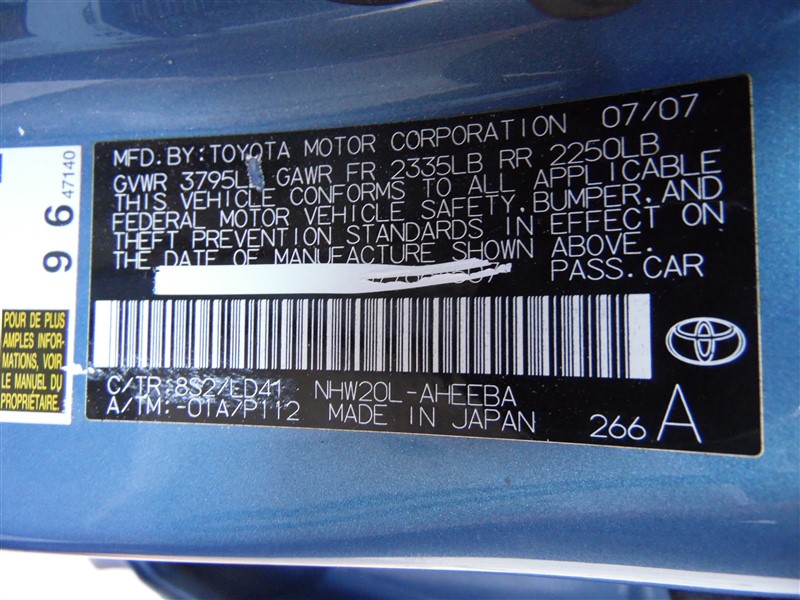 07/07
MFD.BY:TOYOTA MOTOR CORPORATION
GVWR 3795L GAWR FR 2335LB RR 2250LB
THIS VEHICLE CONFORMS TO ALL APPLICABLE
FEDERAL MOTOR VEHICLE SAFETY,BUMPER,AND
THEFT PREVENTION STANDARDS IN EFFECT ON
THE DATE OF MANUFACTURE SHOWN ABOVE.
PASS.CAR
C/TR:8S2/ED41 NHW20L-AHEEBA
A/TM:-01A/P112 MADE IN JAPAN
266 A
96
47140
POUR DE PLUS
AMPLES INFOR-
MATIONS, VOIR
LE MANUEL DU
PROPRIÉTAIRE.